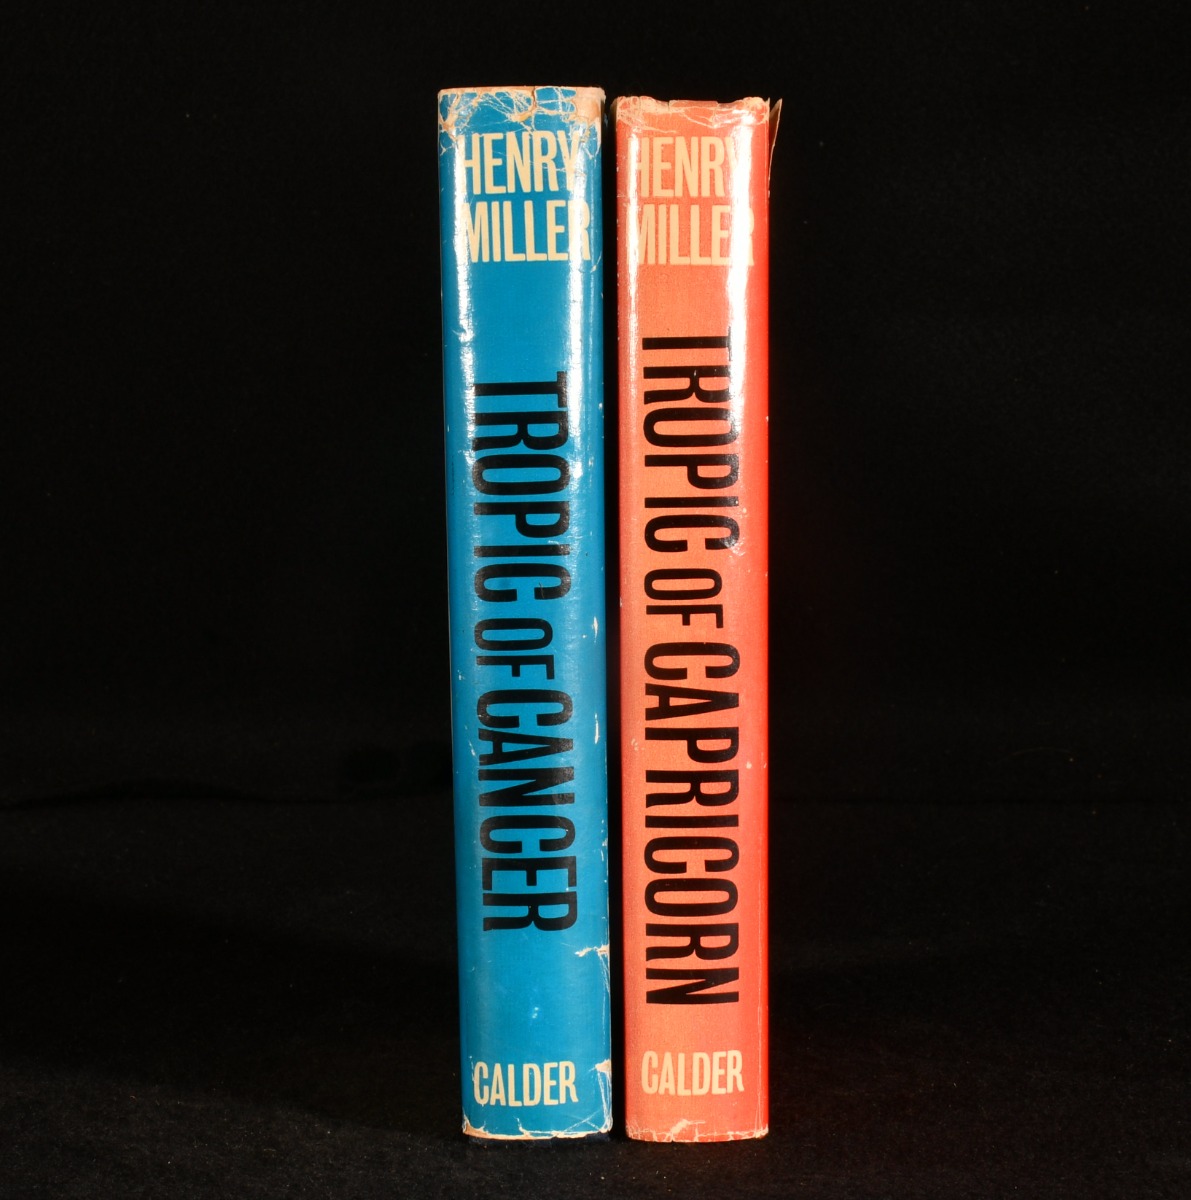 HENRY
MILLER
TROPIC OF CANCER
CALDER
HENRY
MILLER
TROPIC OF CAPRICORN
CALDER